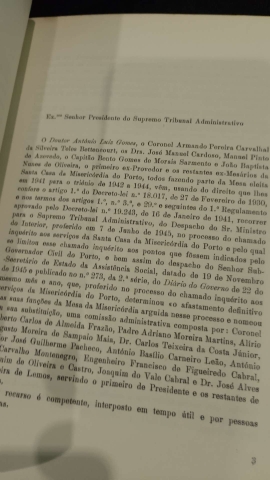 Ex.mo Senhor Presidente do Supremo Tribunal Administrativo
O Doutor António Luís Gomes, o Coronel Armando Pereira Carvalhal
da Silveira Teles Bettencourt, os Drs. José Manuel Cardoso, Manuel Pinto
de Azevedo, o Capitão Bento Gomes de Morais Sarmento e João Baptista
Nunes de Oliveira, o primeiro ex-Provedor e os restantes ex-Mesários da
Santa Casa da Misericórdia do Porto, todos fazendo parte da Mesa eleita
em 1941 para o triénio de 1942 a 1944, vêm, usando do direito que lhes
confere o artigo 1.º do Decreto-lei n.º 18.017, de 27 de Fevereiro de 1930,
e nos termos dos artigos 1.º, n.º 3.º, e 29.º e seguintes do 1.º Regulamento
aprovado pelo Decreto-lei n.º 19.243, de 16 de Janeiro de 1941, recorrer
para o Supremo Tribunal Administrativo, do Despacho do Sr. Ministro
do Interior, proferido em 7 de Junho de 1945, no processo do chamado
inquérito aos serviços da Santa Casa da Misericórdia do Porto e pelo qual
se limitou esse chamado inquérito aos pontos que fossem indicados pelo
Governador Civil do Porto, e bem assim do despacho do Senhor Sub-
Secretário de Estado da Assistência Social, datado de 19 de Novembro
de 1945 e publicado no n.º 273, da 2.ª série, do Diário do Governo de 22 do
mesmo mês e ano, que, proferido no processo do chamado inquérito aos
serviços da Misericórdia do Porto, determinou o afastamento definitivo
das suas funções da Mesa da Misericórdia arguida nesse processo e nomeou
em sua substituição, uma comissão administrativa composta por: Coronel
Alberto Carlos de Almeida Frazão, Padre Adriano Moreira Martins, Alírio
Augusto Moreira de Sampaio Mais, Dr. Carlos Teixeira da Costa Júnior,
José Guilherme Pacheco, António Basílio Carneiro Leão, António
Carvalho Montenegro, Engenheiro Francisco de Figueiredo Cabral,
de Oliveira e Castro, Joaquim do Vale Cabral e Dr. José Alves
de Lemos, servindo o primeiro de Presidente e os restantes de
recurso é competente, interposto em tempo útil e por pessoas
3